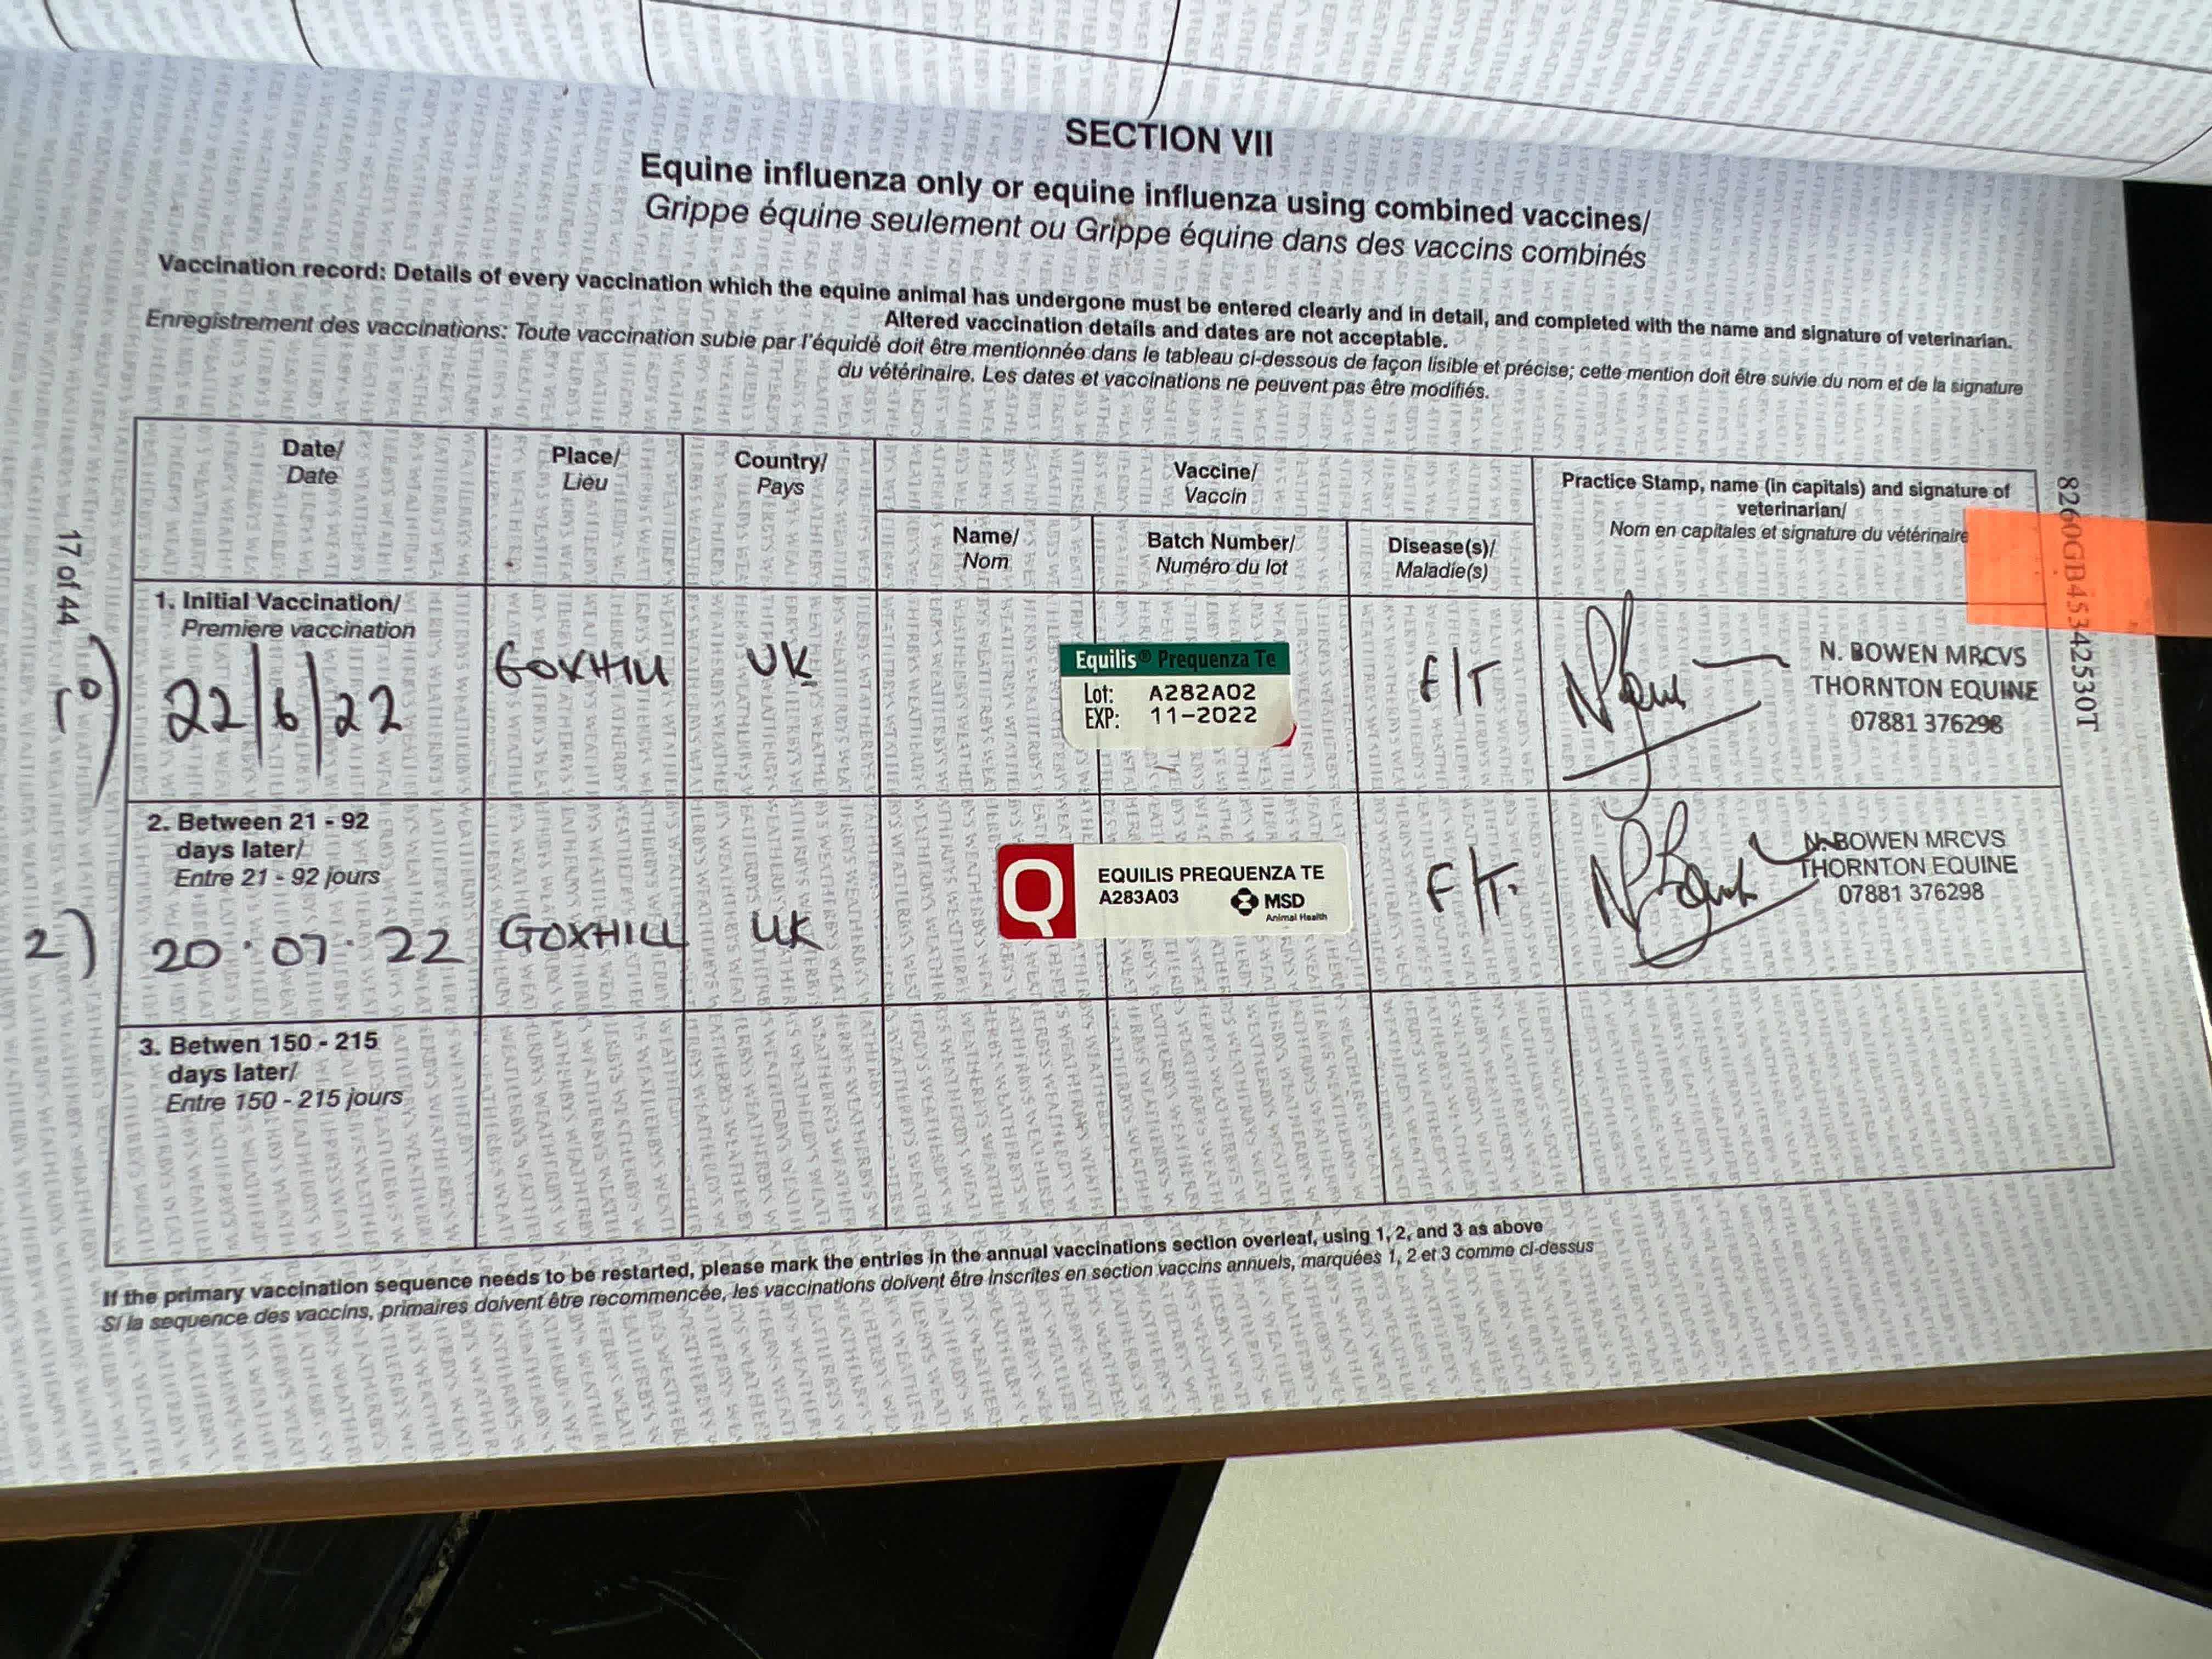 SECTION VII
Equine influenza only or equine influenza using combined vaccines/
Grippe équine seulement ou Grippe équine dans des vaccins combinés
Vaccination record: Details of every vaccination which the equine animal has undergone must be entered clearly and in detail, and completed with the name and signature of veterinarian.
Altered vaccination details and dates are not acceptable.
Enregistrement des vaccinations: Toute vaccination subie par l'équidé doit être mentionnée dans le tableau ci-dessous de façon lisible et précise; cette mention doit être suivie du nom et de la signature
du vétérinaire. Les dates et vaccinations ne peuvent pas être modifiés.
Date/
Date
Place/
Lieu
Country/
Pays
Vaccine/
Vaccin
Name/
Nom
Batch Number/
Numéro du lot
Disease(s)/
Maladie(s)
Practice Stamp, name (in capitals) and signature of
veterinarian/
Nom en capitales et signature du vétérinaire
17 of 44
8260GB45342530T
1. Initial Vaccination/
Premiere vaccination
22/6/22
GOXHILL
UK
Equilis® Prequenza Te
Lot: A282A02
EXP: 11-2022
F/T
N. BOWEN MRCVS
THORNTON EQUINE
07881 376298
2. Between 21 - 92
days later/
Entre 21 - 92 jours
2)
20.07.22
GOXHILL
UK
Q
EQUILIS PREQUENZA TE
A283A03
MSD
Animal Health
F/T.
N. BOWEN MRCVS
THORNTON EQUINE
07881 376298
3. Betwen 150 - 215
days later/
Entre 150 - 215 jours
If the primary vaccination sequence needs to be restarted, please mark the entries in the annual vaccinations section overleaf, using 1, 2, and 3 as above
Si la sequence des vaccins, primaires doivent être recommencée, les vaccinations doivent être inscrites en section vaccins annuels, marquées 1, 2 et 3 comme ci-dessus